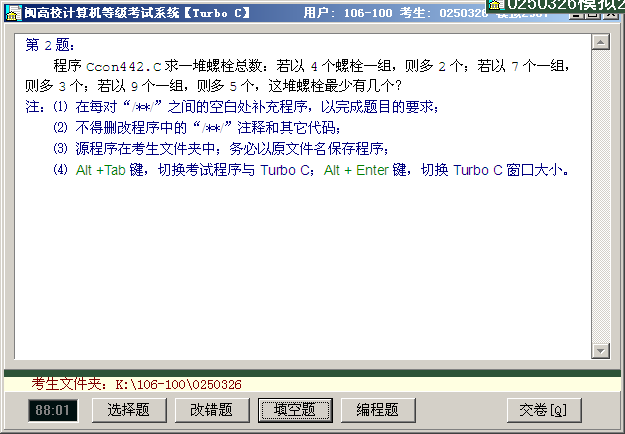 0250326模拟2
闽高校计算机等级考试系统【Turbo C】 用户: 106-100 考生: 0250326
第 2 题:
程序 Ccon442.C 求一堆螺栓总数: 若以 4 个螺栓一组, 则多 2 个; 若以 7 个一组,
则多 3 个; 若以 9 个一组, 则多 5 个, 这堆螺栓最少有几个?
注: ⑴ 在每对“/**/”之间的空白处补充程序, 以完成题目的要求;
⑵ 不得删改程序中的“/**/”注释和其它代码;
⑶ 源程序在考生文件夹中; 务必以原文件名保存程序;
⑷ Alt +Tab 键, 切换考试程序与 Turbo C; Alt + Enter 键, 切换 Turbo C 窗口大小。
考生文件夹: K:\106-100\0250326
88:01 选择题 改错题 填空题 编程题 交卷[Q]